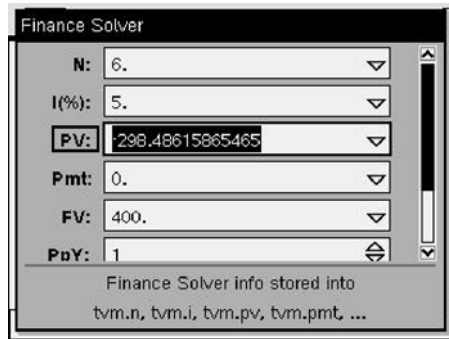 Finance Solver
N: 6.
I(%): 5.
PV: -298.48615865465
Pmt: 0.
FV: 400.
PpY: 1
Finance Solver info stored into
tvm.n, tvm.i, tvm.pv, tvm.pmt, ...